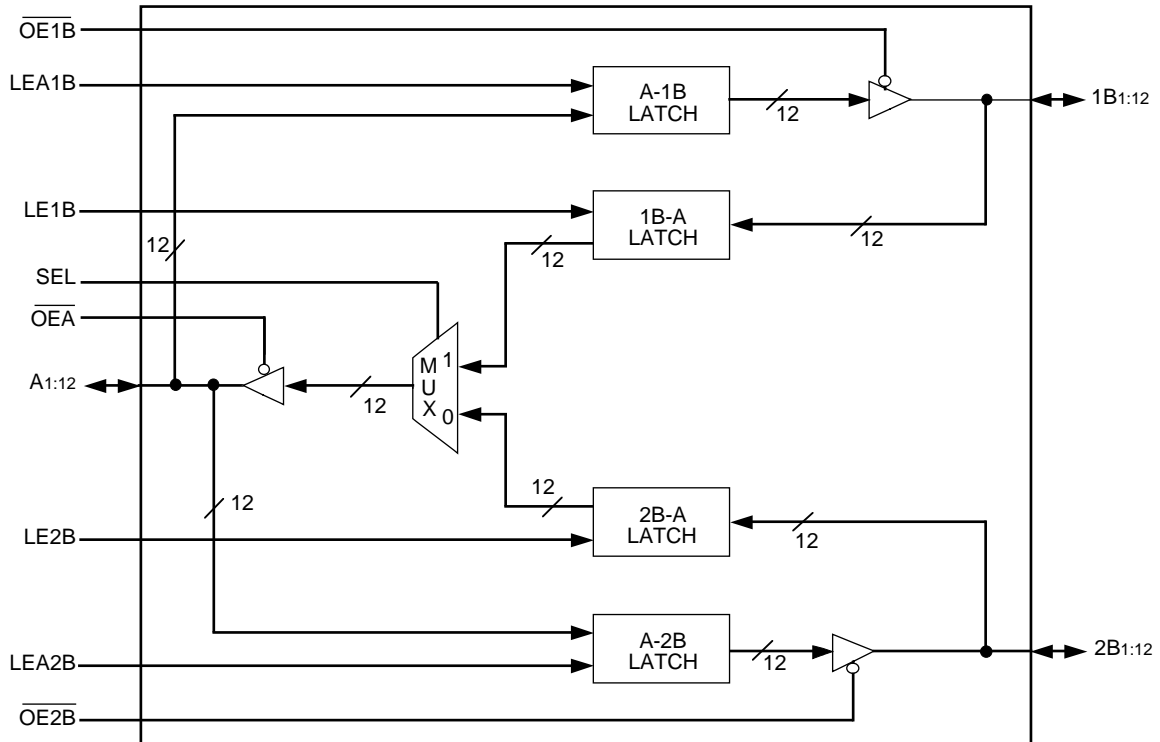 OE1B
LEA1B
A-1B
LATCH
12
1B1:12
LE1B
1B-A
LATCH
12
12
12
SEL
OEA
M
U
X
1
0
A1:12
12
12
12
2B-A
LATCH
12
LE2B
A-2B
LATCH
12
2B1:12
LEA2B
OE2B